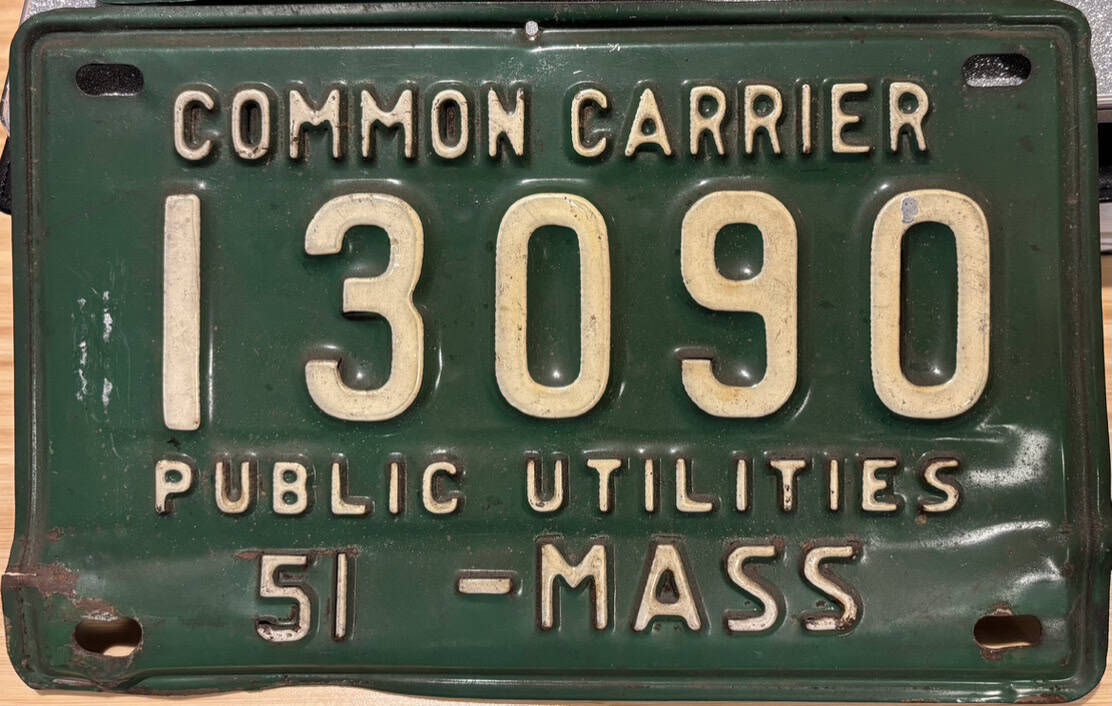 COMMON CARRIER
13090
PUBLIC UTILITIES
51 -MASS